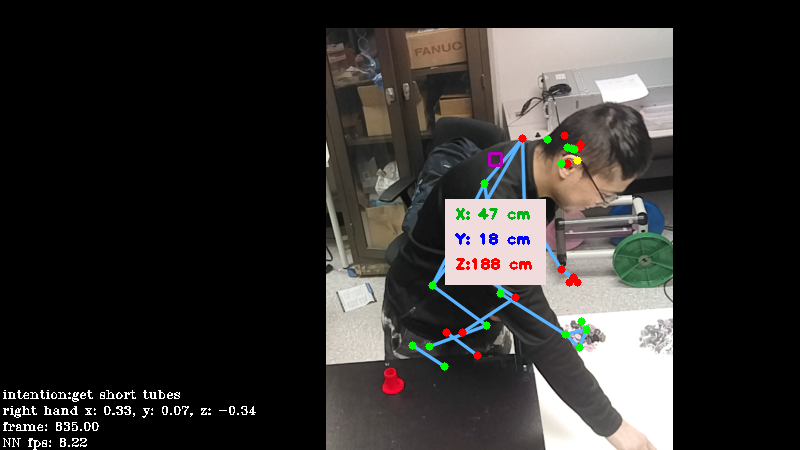 FANUC
X: 47 cm
Y: 18 cm
Z:188 cm
intention:get short tubes
right hand x: 0.33, y: 0.07, z: -0.34
frame: 835.00
NN fps: 8.22